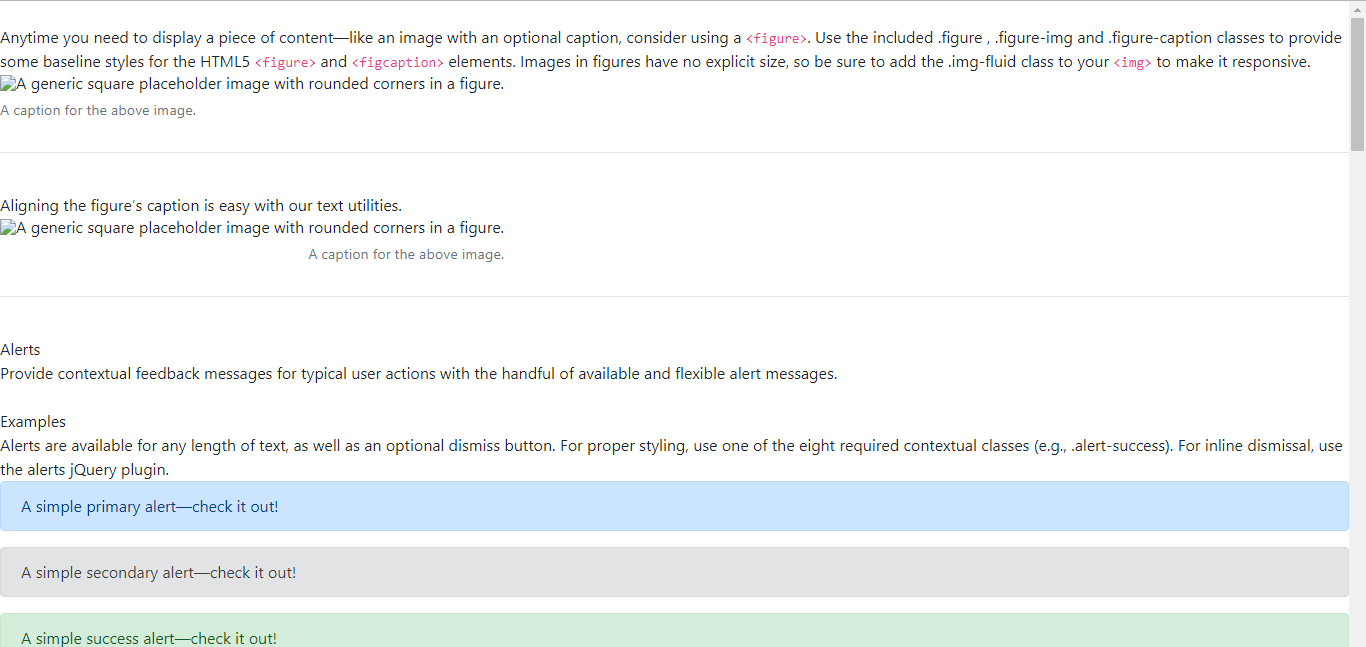 Anytime you need to display a piece of content—like an image with an optional caption, consider using a <figure>. Use the included .figure , .figure-img and .figure-caption classes to provide
some baseline styles for the HTML5 <figure> and <figcaption> elements. Images in figures have no explicit size, so be sure to add the .img-fluid class to your <img> to make it responsive.
A generic square placeholder image with rounded corners in a figure.
A caption for the above image.
Aligning the figure’s caption is easy with our text utilities.
A generic square placeholder image with rounded corners in a figure.
A caption for the above image.
Alerts
Provide contextual feedback messages for typical user actions with the handful of available and flexible alert messages.
Examples
Alerts are available for any length of text, as well as an optional dismiss button. For proper styling, use one of the eight required contextual classes (e.g., .alert-success). For inline dismissal, use
the alerts jQuery plugin.
A simple primary alert—check it out!
A simple secondary alert—check it out!
A simple success alert—check it out!